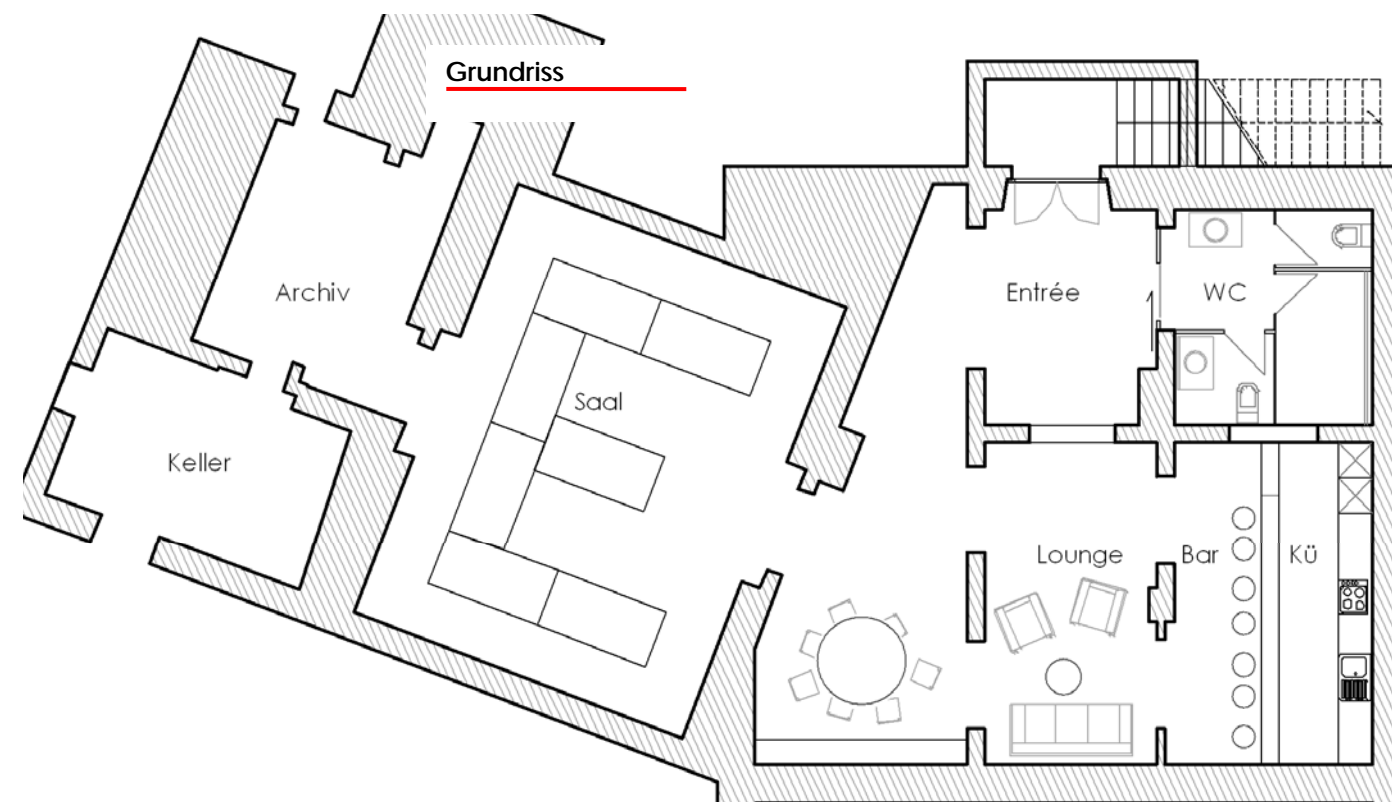 Grundriss
Archiv
Entrée
WC
Saal
Keller
Lounge
Bar
Kü